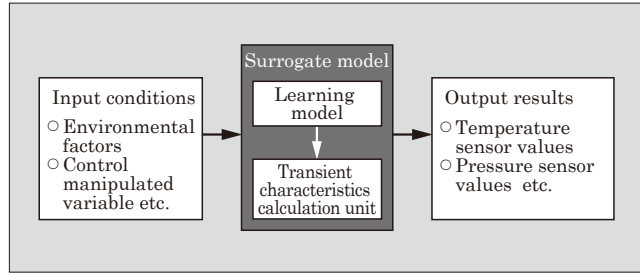 Input conditions
○ Environmental
factors
○ Control
manipulated
variable etc.
Surrogate model
Learning
model
Transient
characteristics
calculation unit
Output results
○ Temperature
sensor values
○ Pressure sensor
values etc.